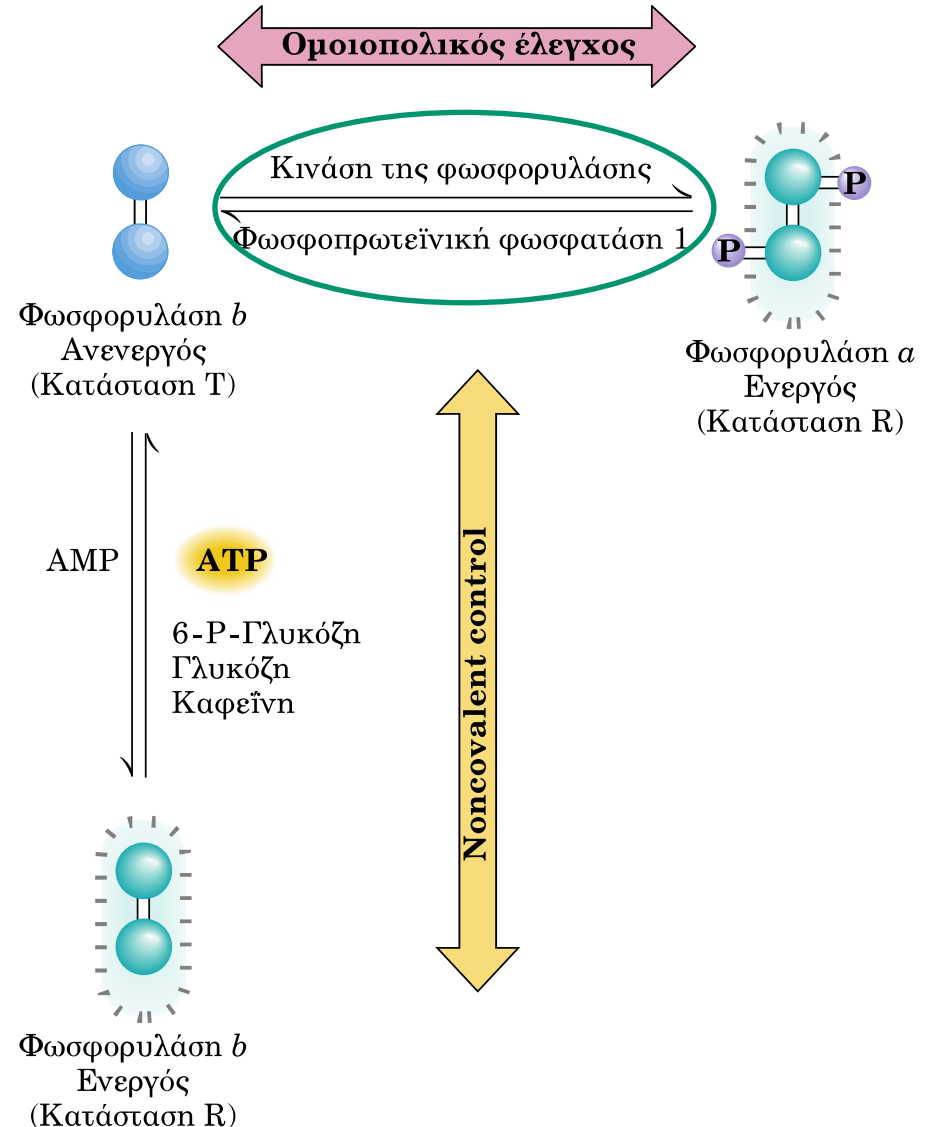 Ομοιοπολικός έλεγχος
Κινάση της φωσφορυλάσης
Φωσφοπρωτεϊνική φωσφατάση 1
P
P
Φωσφορυλάση b
Ανενεργός
(Κατάσταση T)
Φωσφορυλάση a
Ενεργός
(Κατάσταση R)
AMP
ATP
6-P-Γλυκόζη
Γλυκόζη
Καφεΐνη
Noncovalent control
Φωσφορυλάση b
Ενεργός
(Κατάσταση R)